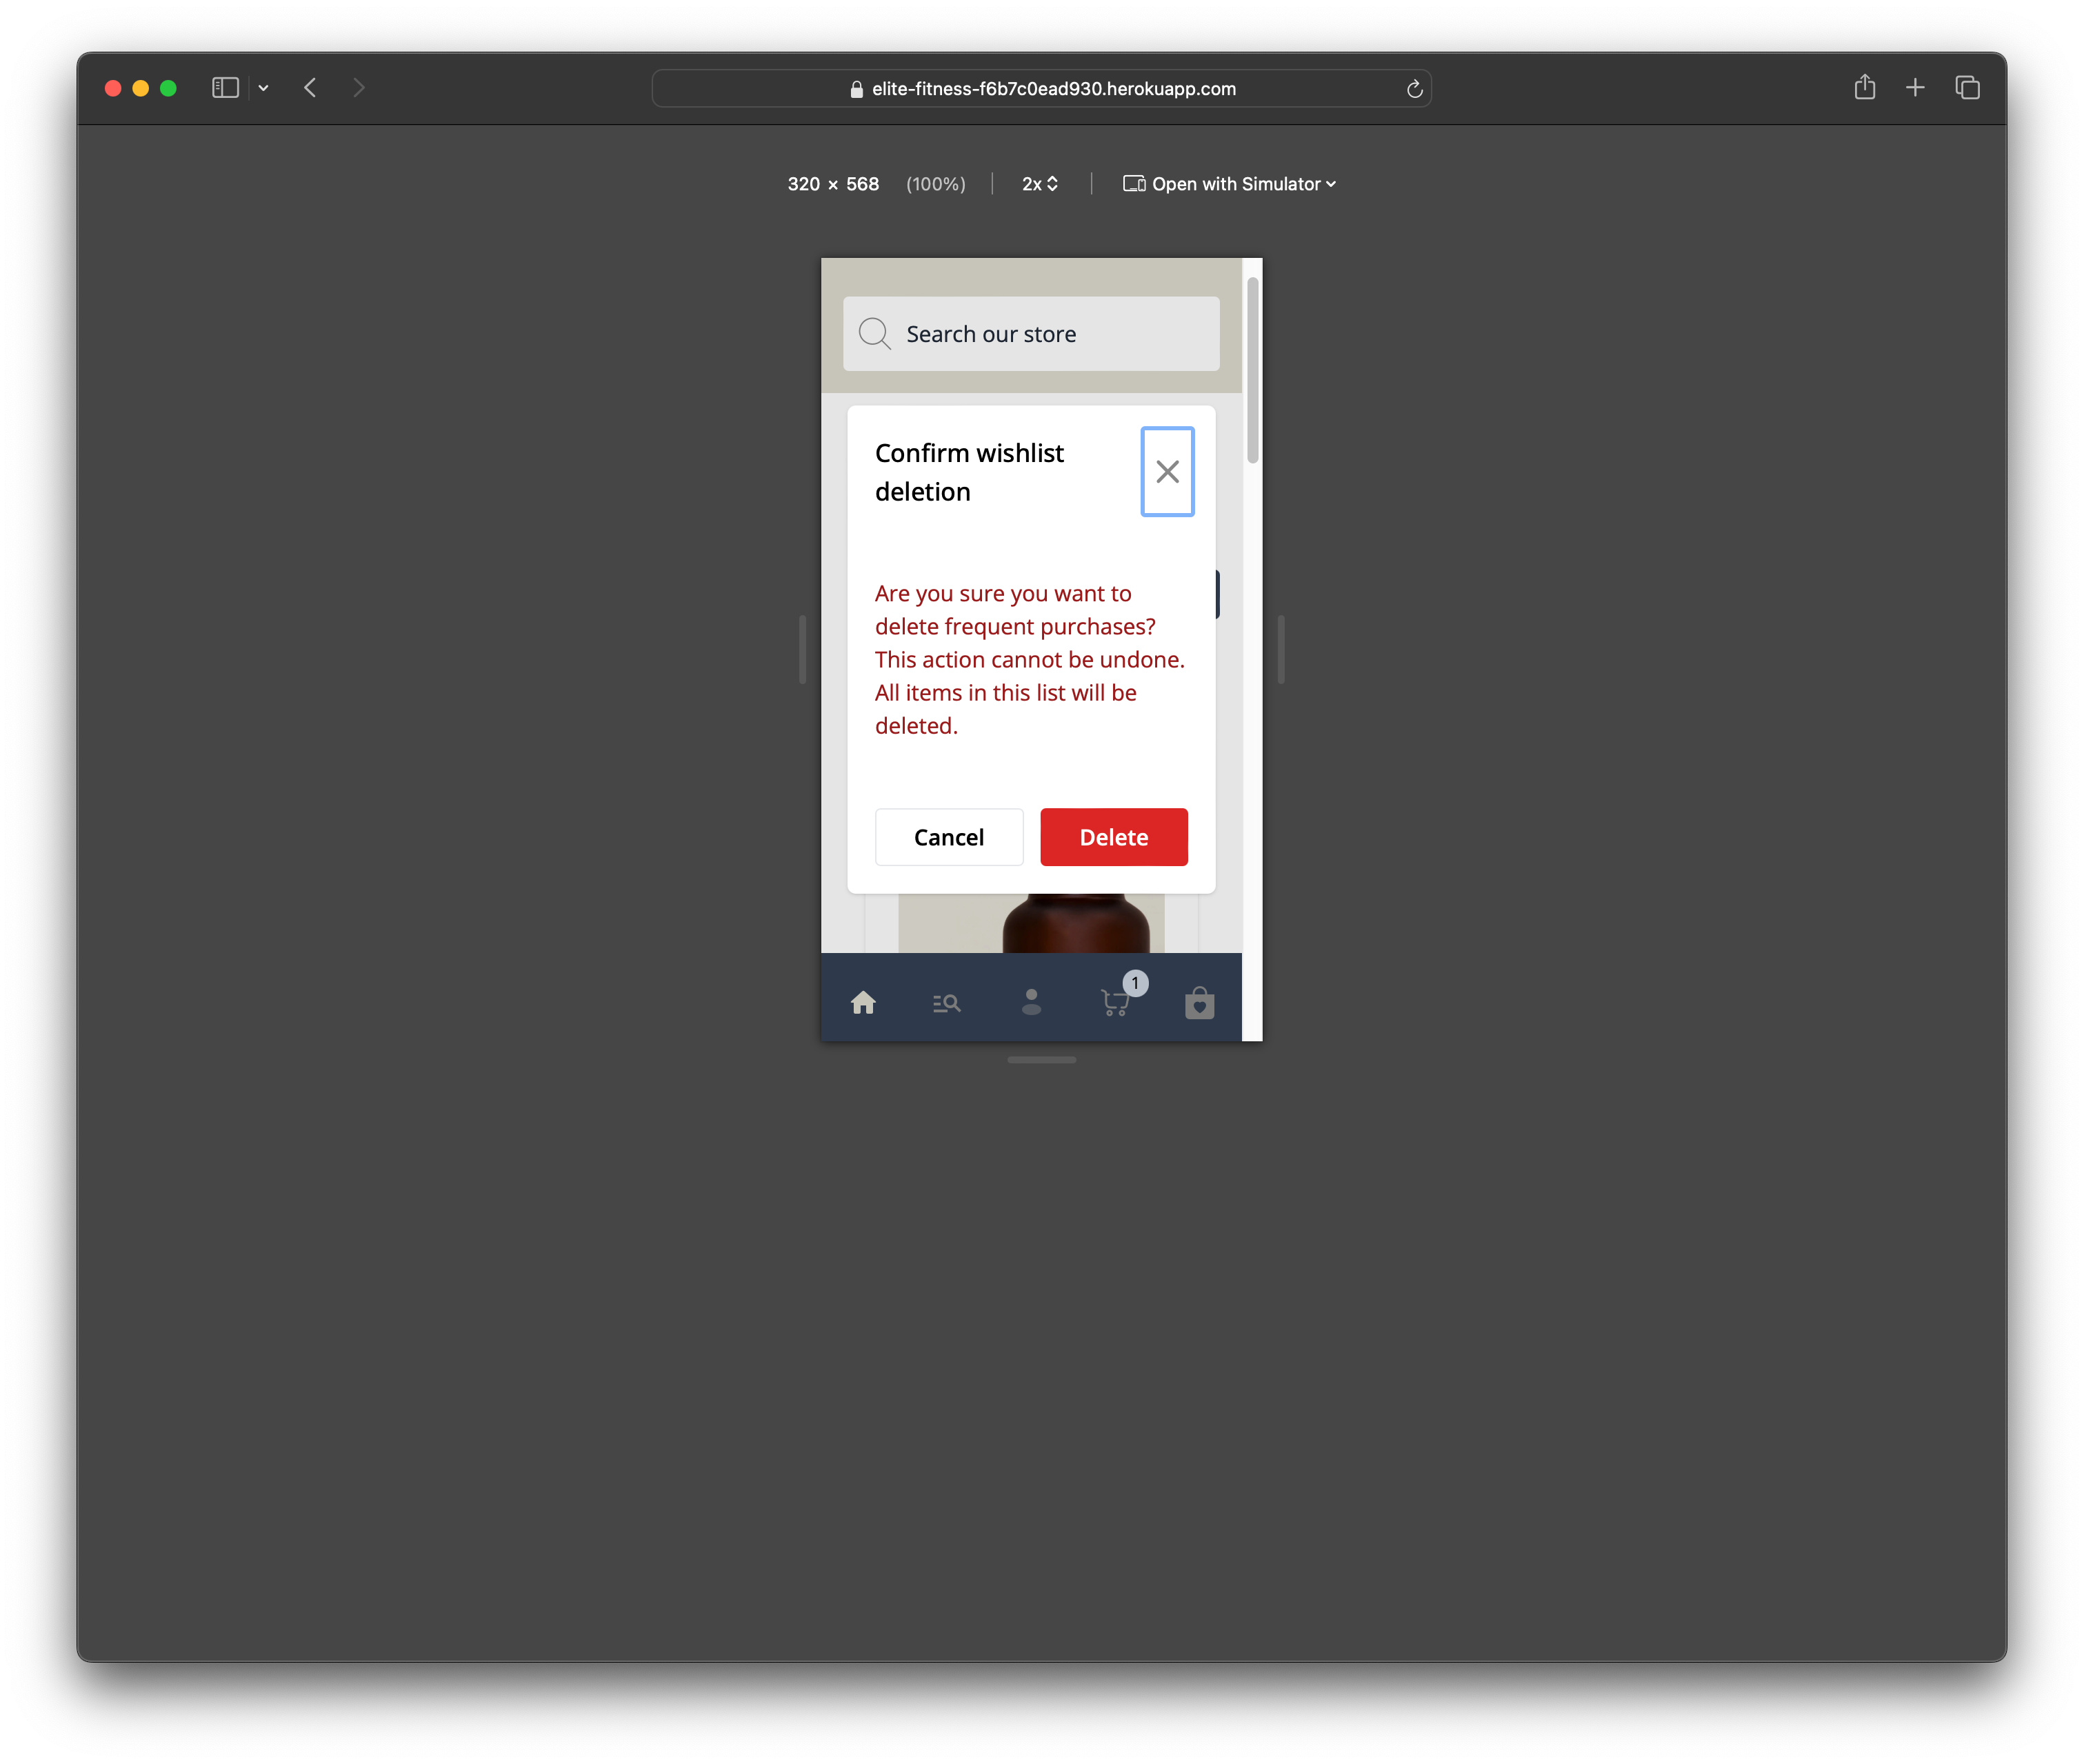 elite-fitness-f6b7c0ead930.herokuapp.com
320 × 568 (100%) 2x Open with Simulator
Search our store
Confirm wishlist
deletion
Are you sure you want to
delete frequent purchases?
This action cannot be undone.
All items in this list will be
deleted.
Cancel Delete
1